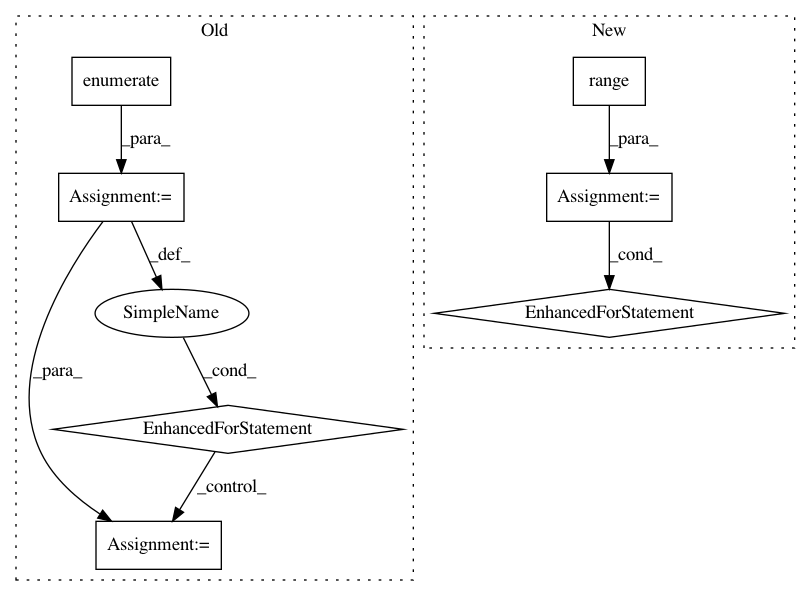 Old
New
enumerate
range
_para_
_para_
Assignment:=
Assignment:=
_def_
_cond_
SimpleName
EnhancedForStatement
_para_
_cond_
EnhancedForStatement
_control_
Assignment:=